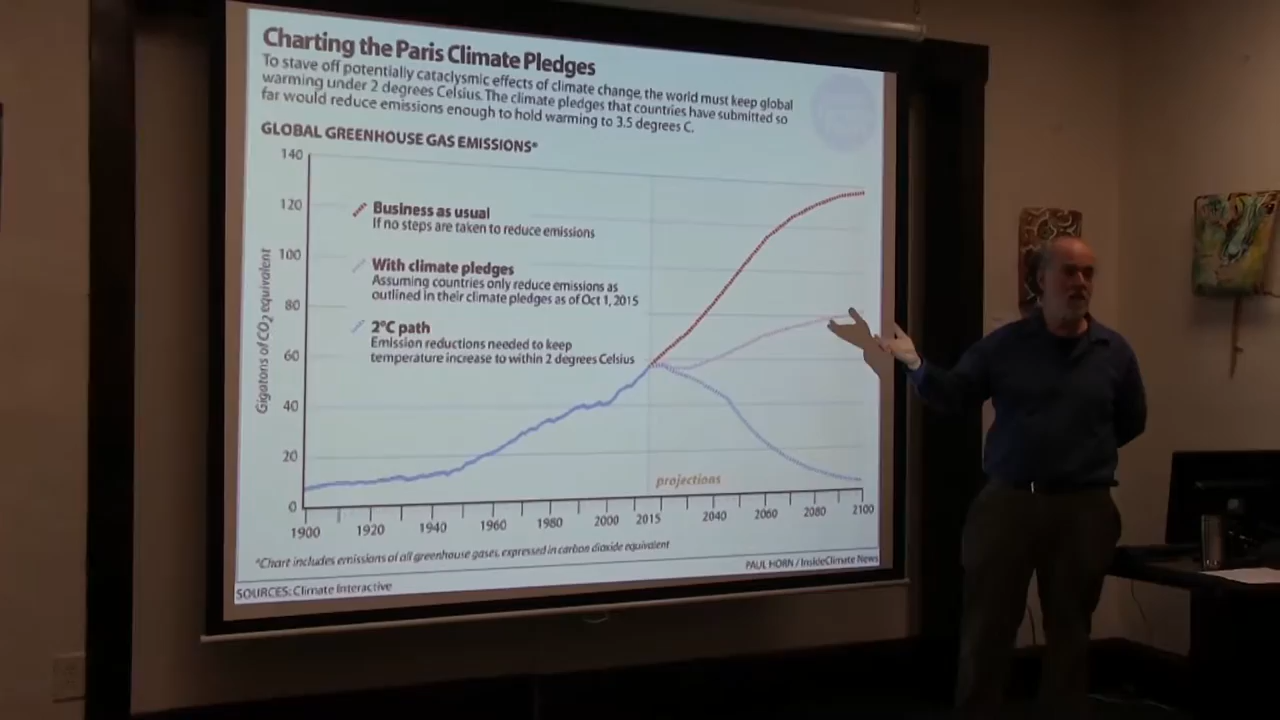 Charting the Paris Climate Pledges
To stave off potentially cataclysmic effects of climate change, the world must keep global
warming under 2 degrees Celsius. The climate pledges that countries have submitted so
far would reduce emissions enough to hold warming to 3.5 degrees C.
GLOBAL GREENHOUSE GAS EMISSIONS*
140
120
100
80
60
40
20
0
Gigatons of CO2 equivalent
Business as usual
If no steps are taken to reduce emissions
With climate pledges
Assuming countries only reduce emissions as
outlined in their climate pledges as of Oct 1, 2015
2°C path
Emission reductions needed to keep
temperature increase to within 2 degrees Celsius
projections
1900 1920 1940 1960 1980 2000 2015 2040 2060 2080 2100
*Chart includes emissions of all greenhouse gases, expressed in carbon dioxide equivalent
PAUL HORN / InsideClimate News
SOURCES: Climate Interactive